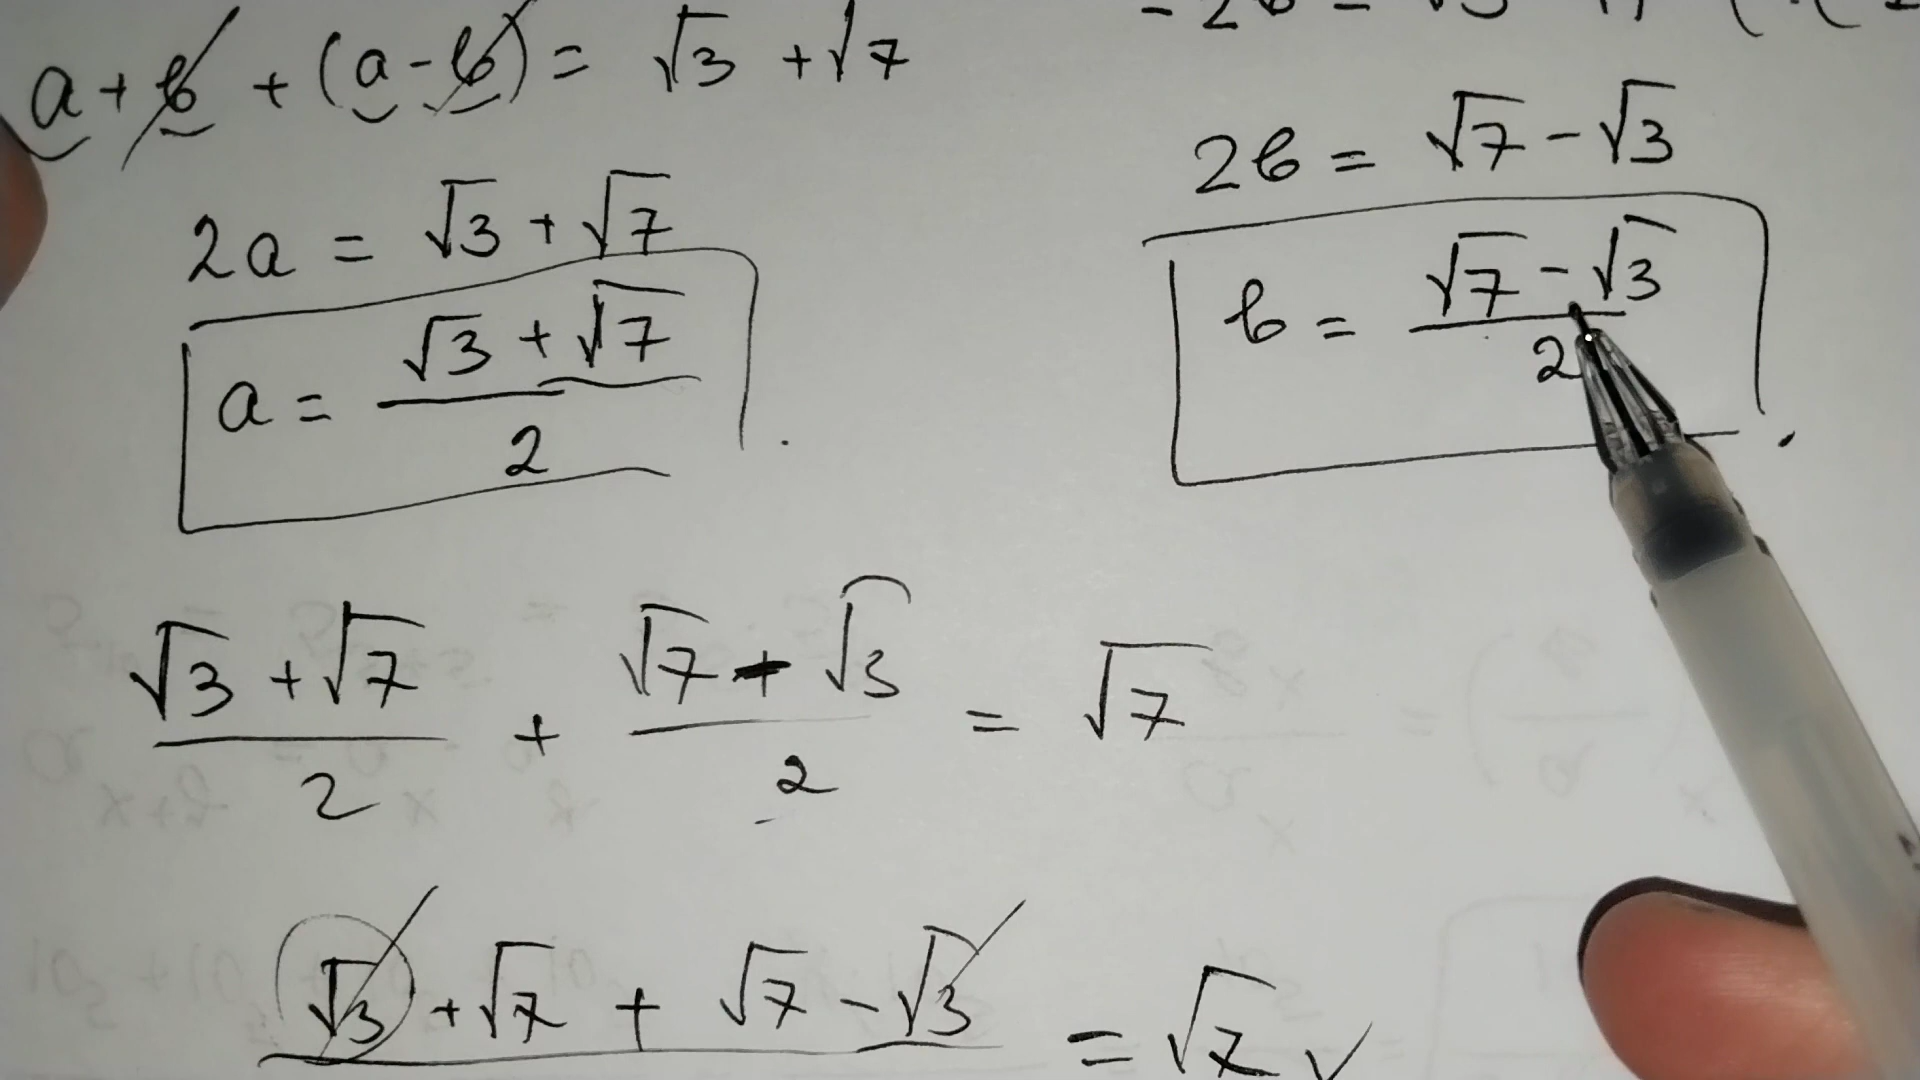 a + b + (a - b) = √3 + √7
2a = √3 + √7
a = (√3 + √7)/2
2b = √7 - √3
b = (√7 - √3)/2
(√3 + √7)/2 + (√7 - √3)/2 = √7
√3 + √7 + √7 - √3 = √7 ✓